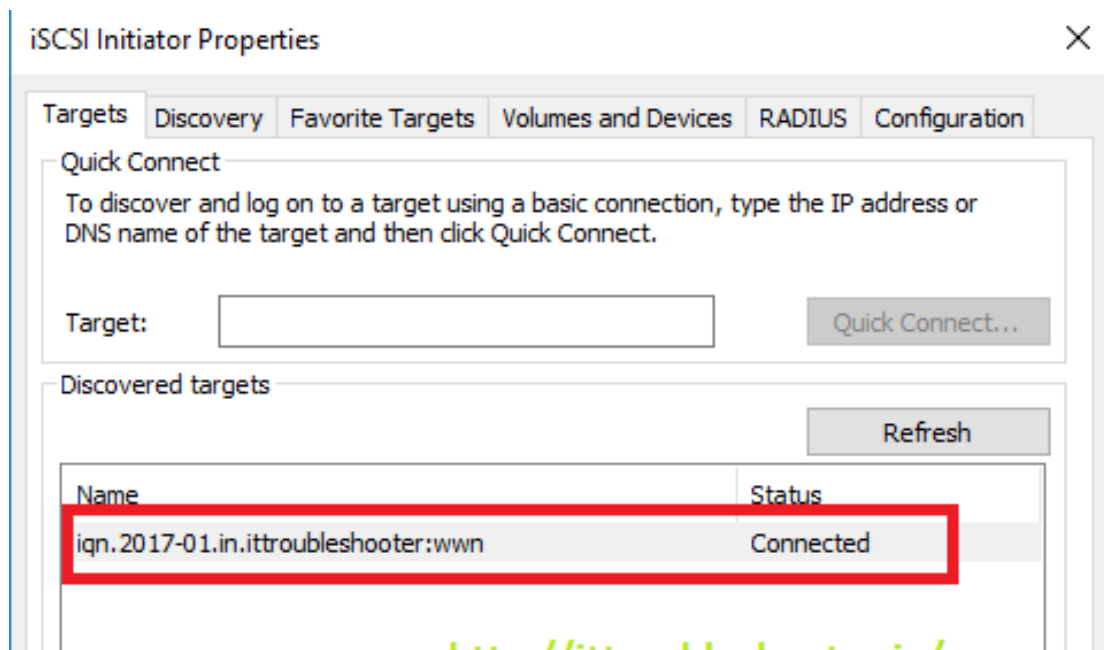 iSCSI Initiator Properties
Targets Discovery Favorite Targets Volumes and Devices RADIUS Configuration
Quick Connect
To discover and log on to a target using a basic connection, type the IP address or
DNS name of the target and then click Quick Connect.
Target: Quick Connect...
Discovered targets
Refresh
Name Status
iqn.2017-01.in.ittroubleshooter:wwn Connected